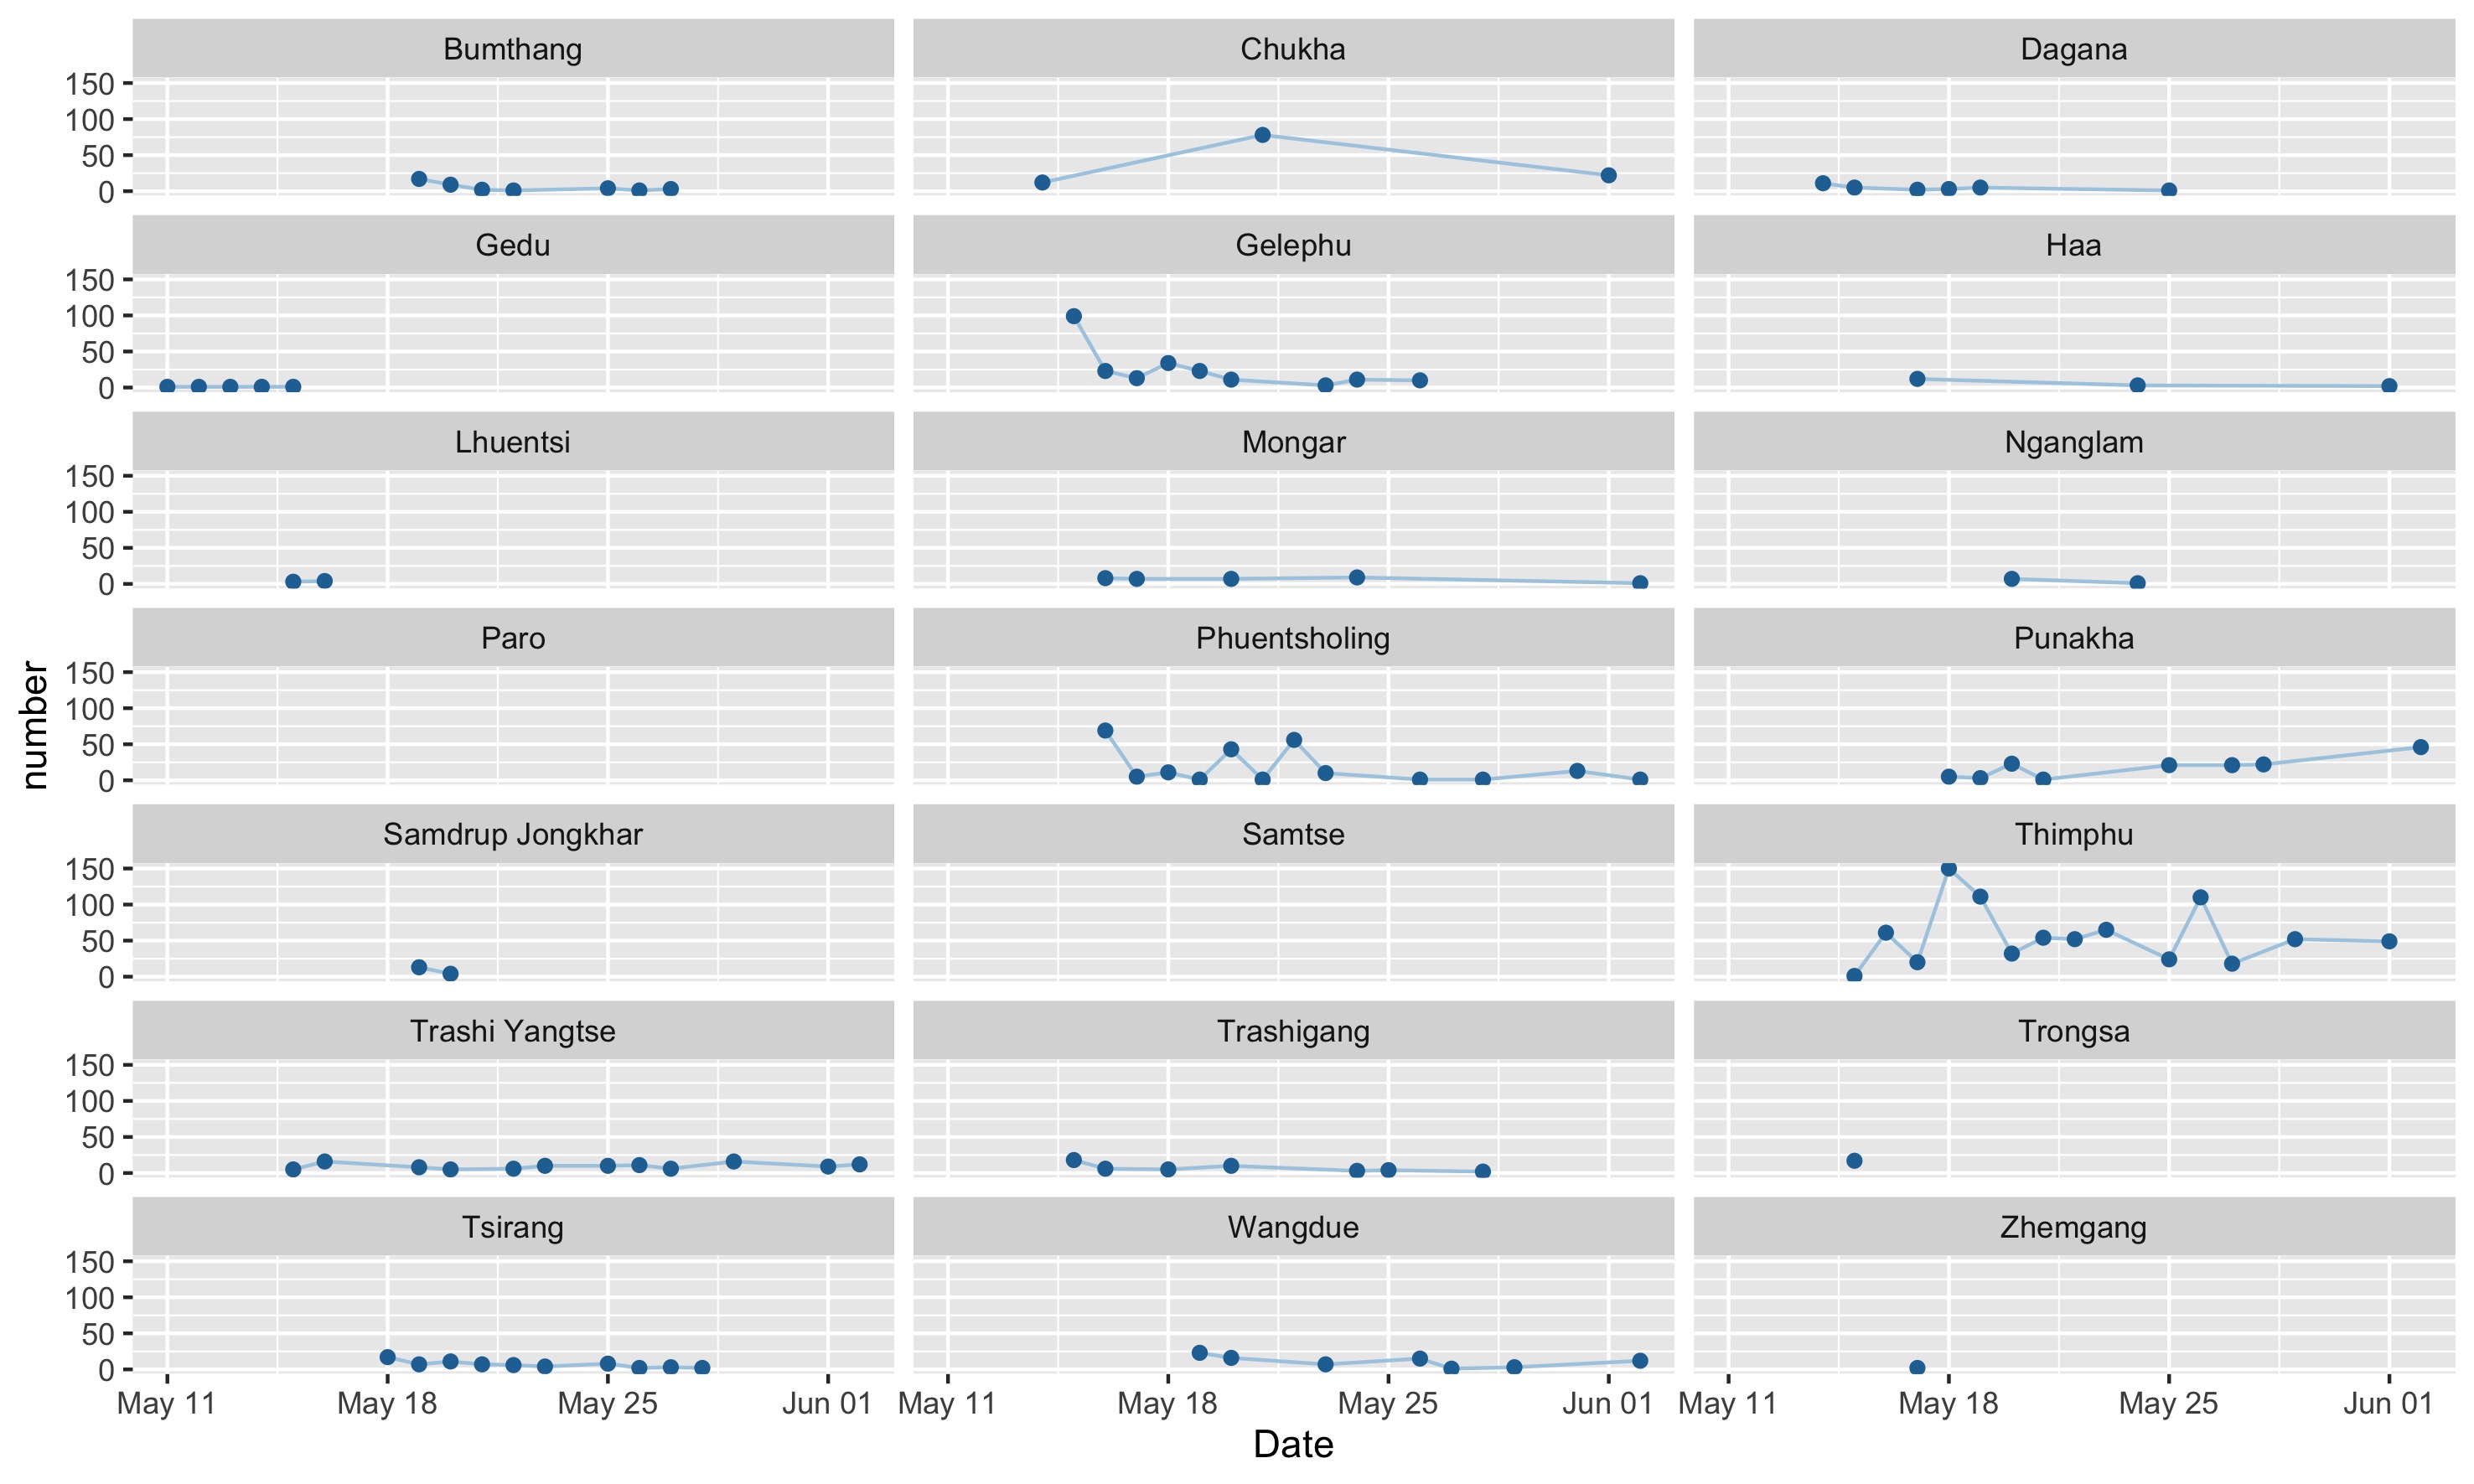 Bumthang
Chukha
Dagana
150
100
50
0
Gedu
Gelephu
Haa
150
100
50
0
Lhuentsi
Mongar
Nganglam
150
100
50
0
Paro
Phuentsholing
Punakha
150
100
50
0
number
Samdrup Jongkhar
Samtse
Thimphu
150
100
50
0
Trashi Yangtse
Trashigang
Trongsa
150
100
50
0
Tsirang
Wangdue
Zhemgang
150
100
50
0
May 11 May 18 May 25 Jun 01 May 11 May 18 May 25 Jun 01 May 11 May 18 May 25 Jun 01
Date